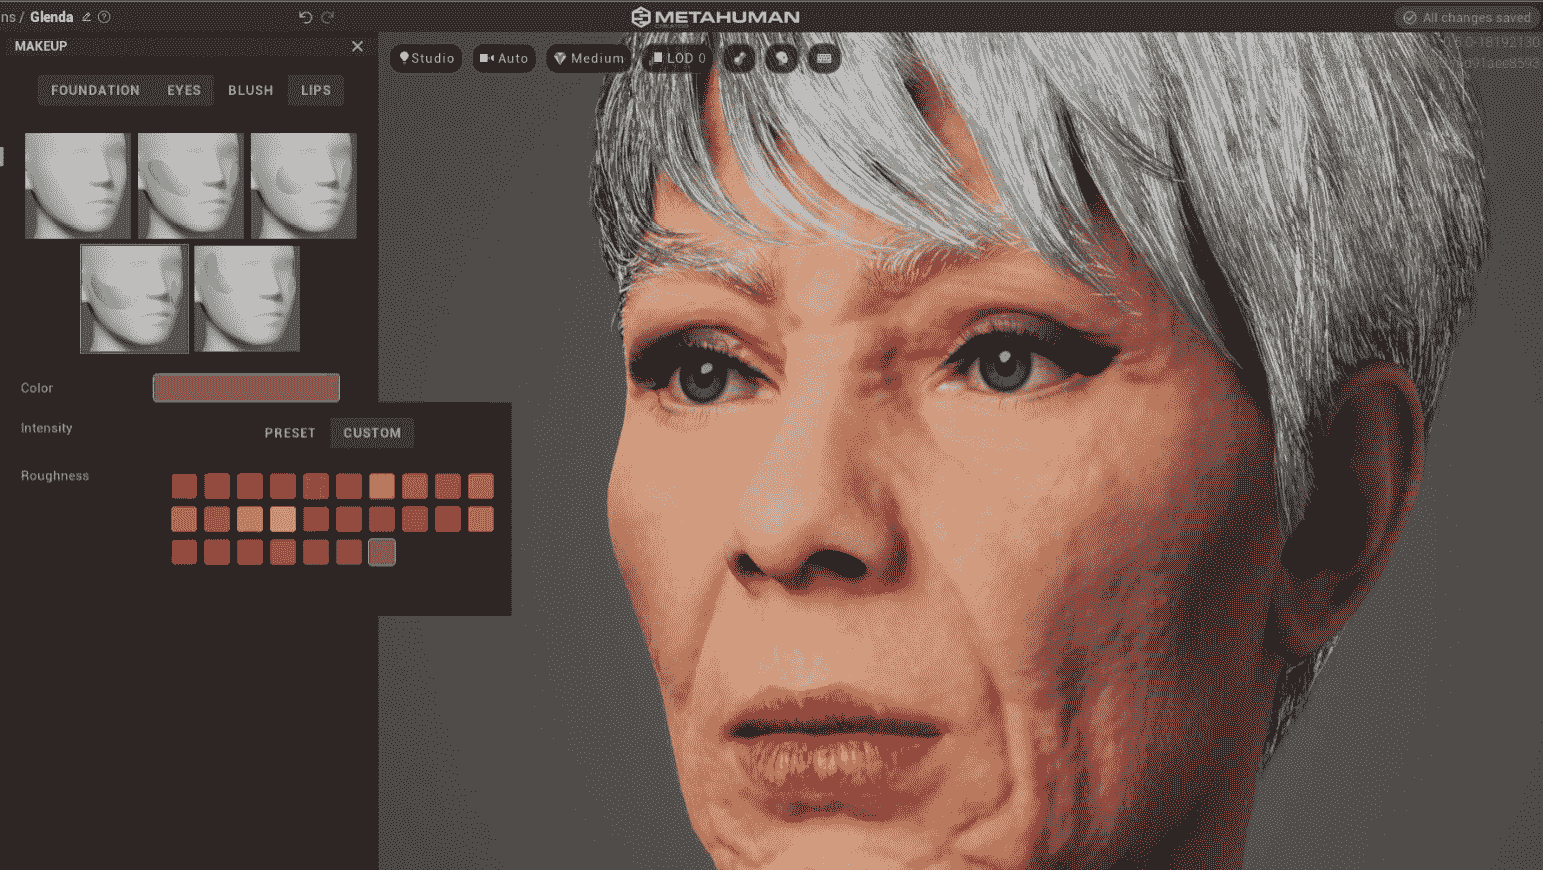 ns / Glenda
METAHUMAN
CREATOR
All changes saved
MAKEUP
Studio
Auto
Medium
LOD 0
FOUNDATION
EYES
BLUSH
LIPS
Color
Intensity
PRESET
CUSTOM
Roughness